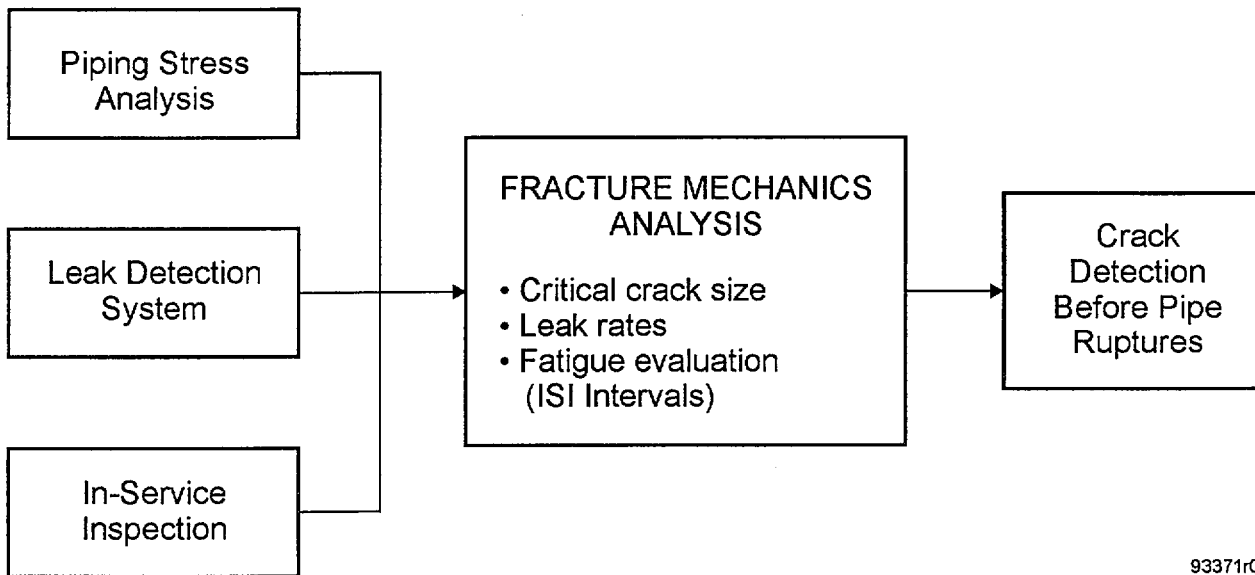 Piping Stress
Analysis
Leak Detection
System
In-Service
Inspection
FRACTURE MECHANICS
ANALYSIS
• Critical crack size
• Leak rates
• Fatigue evaluation
(ISI Intervals)
Crack
Detection
Before Pipe
Ruptures